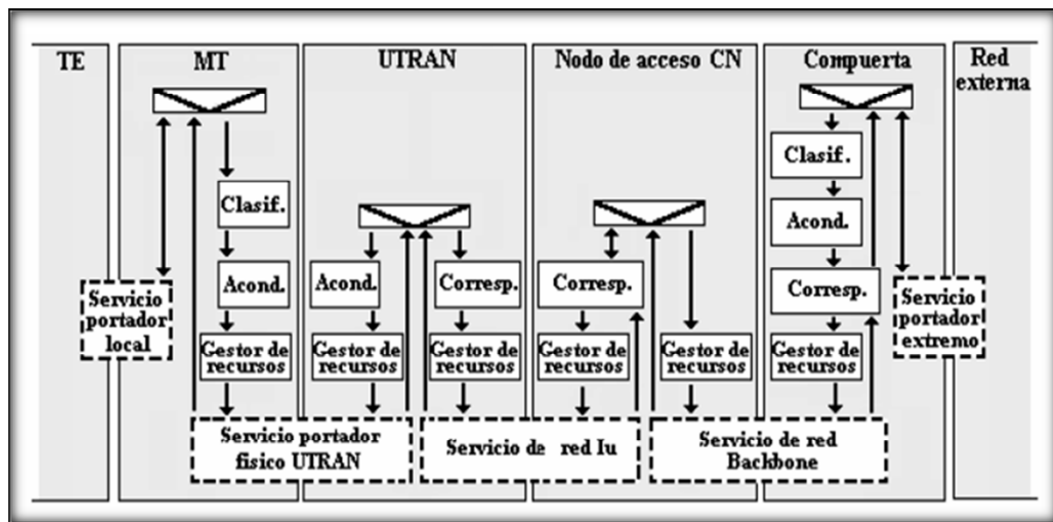 TE
MT
UTRAN
Nodo de acceso CN
Compuerta
Red
externa
Clasif.
Clasif.
Acond.
Servicio
portador
local
Acond.
Acond.
Corresp.
Corresp.
Corresp.
Servicio
portador
extremo
Gestor de
recursos
Gestor de
recursos
Gestor de
recursos
Gestor de
recursos
Gestor de
recursos
Gestor de
recursos
Servicio portador
fisico UTRAN
Servicio de red Iu
Servicio de red
Backbone